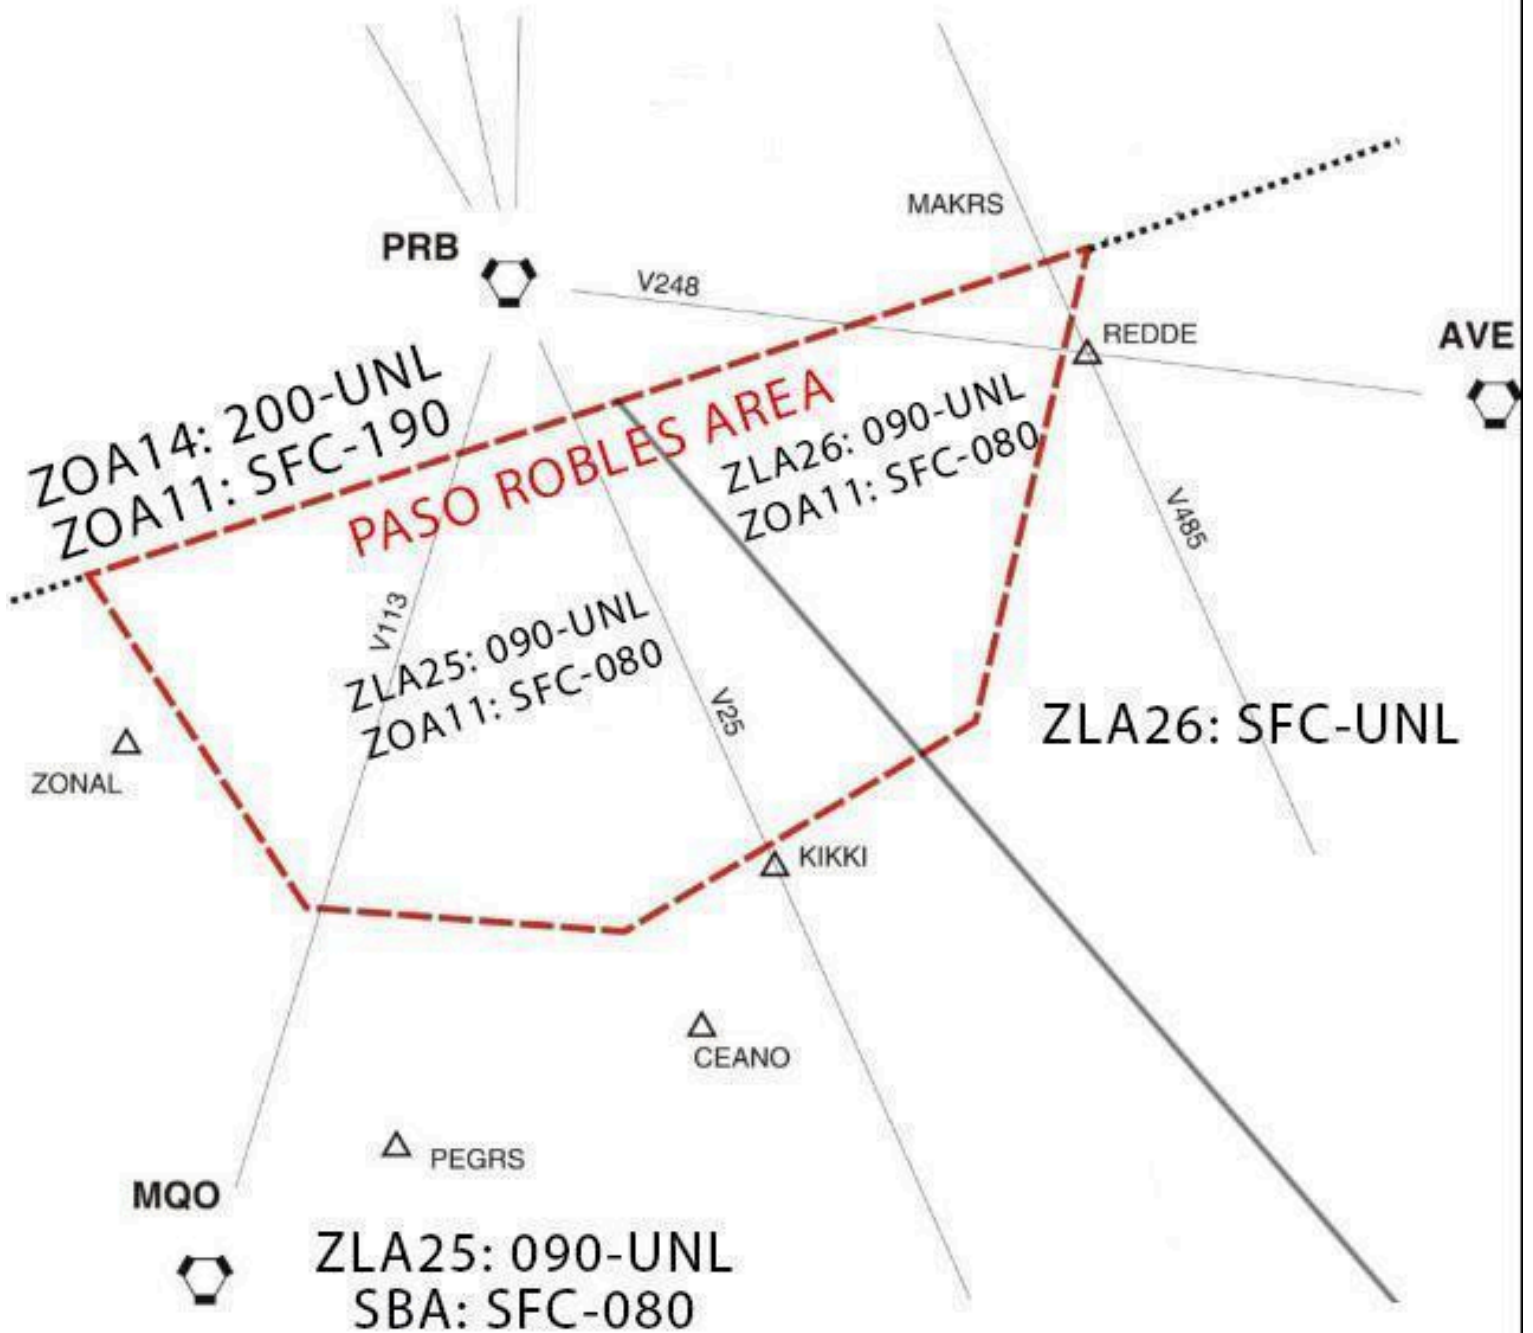 MAKRS
PRB
V248
REDDE
AVE
ZOA14: 200-UNL
ZOA11: SFC-190
PASO ROBLES AREA
ZLA26: 090-UNL
ZOA11: SFC-080
V485
V113
ZLA25: 090-UNL
ZOA11: SFC-080
V25
ZLA26: SFC-UNL
ZONAL
KIKKI
CEANO
PEGRS
MQO
ZLA25: 090-UNL
SBA: SFC-080